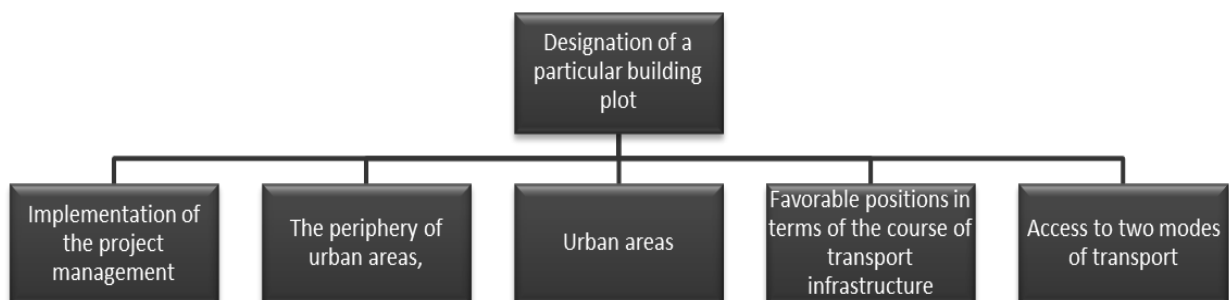 Designation of a
particular building
plot
Implementation of
the project
management
The periphery of
urban areas,
Urban areas
Favorable positions in
terms of the course of
transport
infrastructure
Access to two modes
of transport